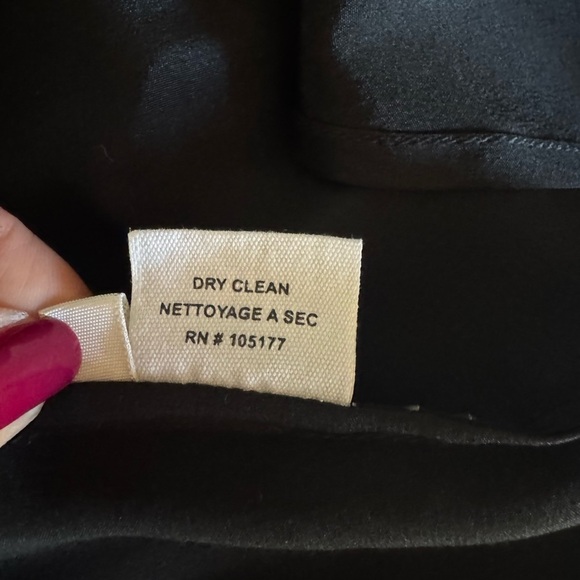 DRY CLEAN
NETTOYAGE A SEC
RN # 105177